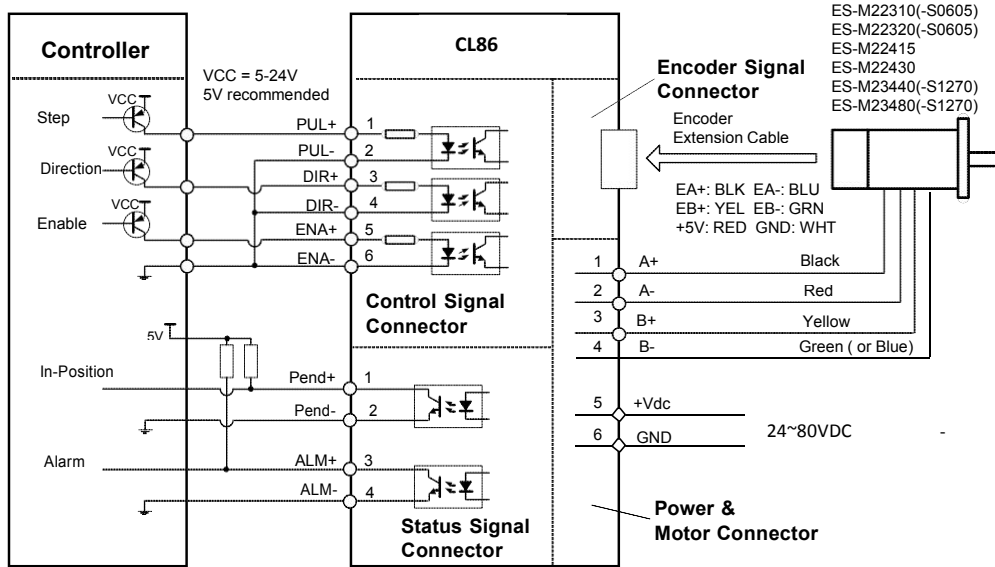 Controller
CL86
VCC = 5-24V
5V recommended
Step
Direction
Enable
VCC
VCC
VCC
PUL+ 1
PUL- 2
DIR+ 3
DIR- 4
ENA+ 5
ENA- 6
Control Signal
Connector
5V
In-Position
Alarm
Pend+ 1
Pend- 2
ALM+ 3
ALM- 4
Status Signal
Connector
Encoder Signal
Connector
Encoder
Extension Cable
EA+: BLK EA-: BLU
EB+: YEL EB-: GRN
+5V: RED GND: WHT
ES-M22310(-S0605)
ES-M22320(-S0605)
ES-M22415
ES-M22430
ES-M23440(-S1270)
ES-M23480(-S1270)
1 A+ Black
2 A- Red
3 B+ Yellow
4 B- Green ( or Blue)
5 +Vdc
6 GND
24~80VDC -
Power &
Motor Connector